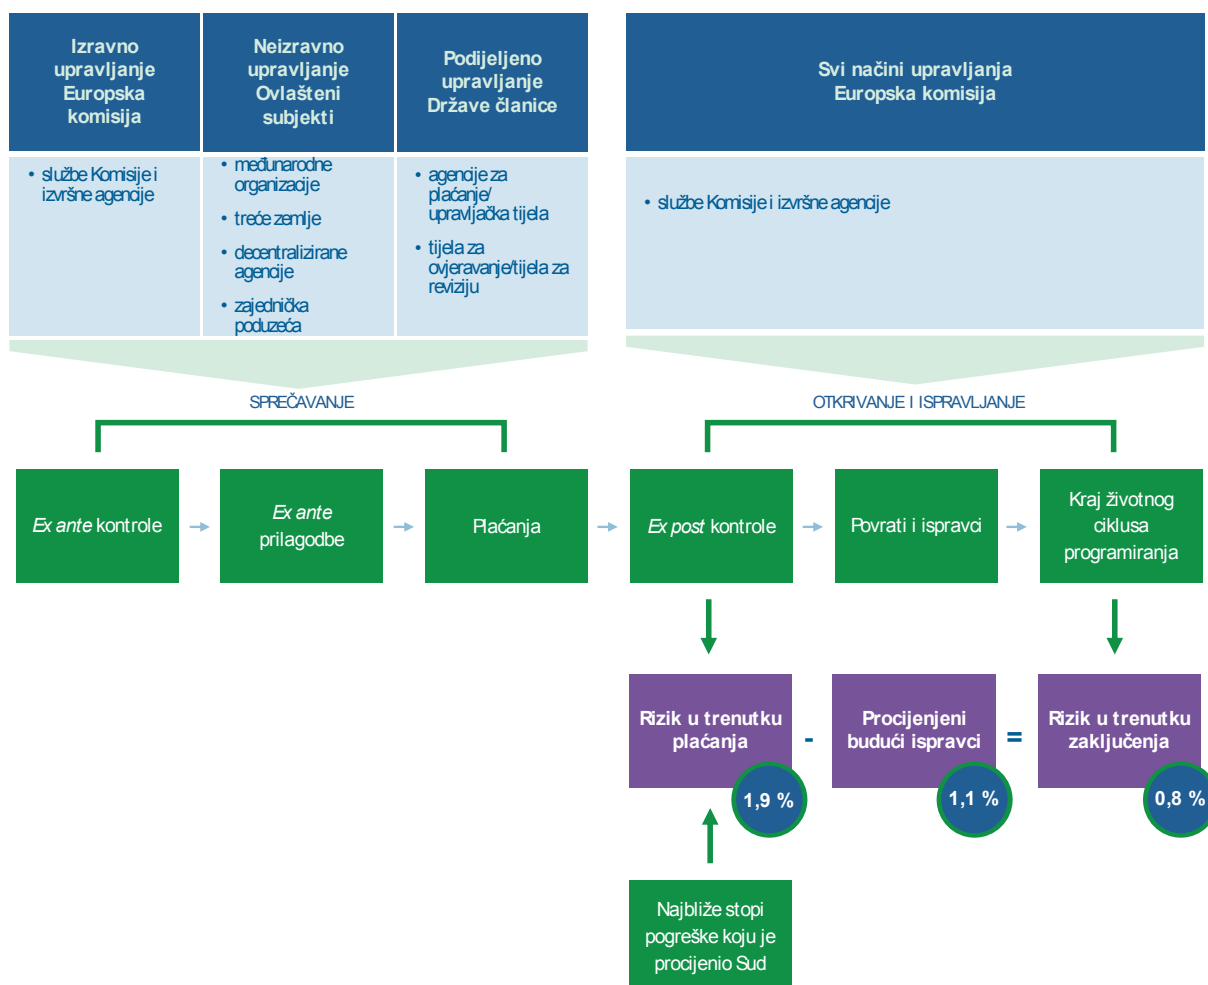 Izravno
upravljanje
Europska
komisija
Neizravno
upravljanje
Ovlašteni
subjekti
Podijeljeno
upravljanje
Države članice
Svi načini upravljanja
Europska komisija
• službe Komisije i
izvršne agencije
• međunarodne
organizacije
• treće zemlje
• decentralizirane
agencije
• zajednička
poduzeća
• agencije za
plaćanje/
upravljačka tijela
• tijela za
ovjeravanje/tijela za
reviziju
• službe Komisije i izvršne agencije
SPREČAVANJE
OTKRIVANJE I ISPRAVLJANJE
Ex ante kontrole
Ex ante
prilagodbe
Plaćanja
Ex post kontrole
Povrati i ispravci
Kraj životnog
ciklusa
programiranja
Rizik u trenutku
plaćanja
1,9 %
-
Procijenjeni
budući ispravci
1,1 %
=
Rizik u trenutku
zaključenja
0,8 %
Najbliže stopi
pogreške koju je
procijenio Sud